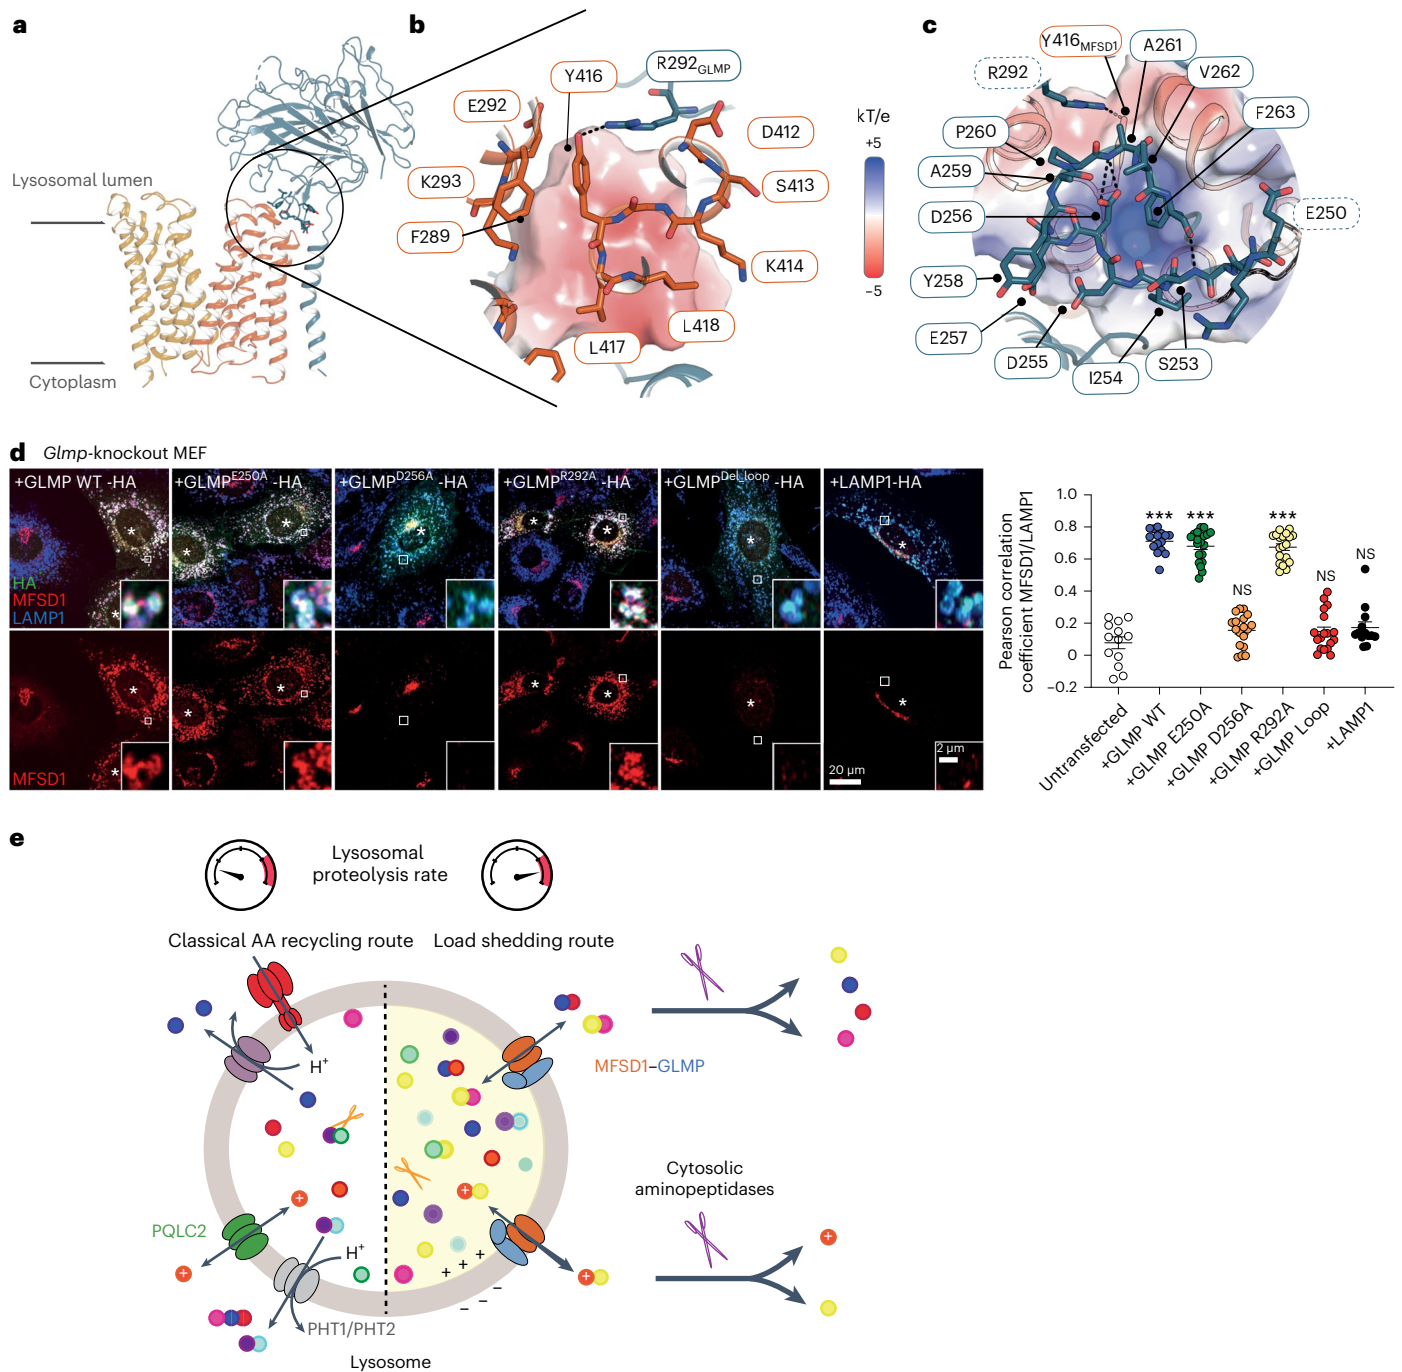 a
Lysosomal lumen
Cytoplasm
b
Y416
R292GLMP
E292
D412
K293
S413
F289
K414
L418
L417
kT/e
+5
−5
c
Y416MFSD1
A261
R292
V262
P260
F263
A259
D256
E250
Y258
E257
D255
I254
S253
d Glmp-knockout MEF
+GLMP WT -HA
+GLMPE250A -HA
+GLMPD256A -HA
+GLMPR292A -HA
+GLMPDel loop -HA
+LAMP1-HA
HA
MFSD1
LAMP1
MFSD1
20 µm
2 µm
Pearson correlation
coefficient MFSD1/LAMP1
1.0
0.8
0.6
0.4
0.2
0
−0.2
***
***
NS
***
NS
NS
Untransfected
+GLMP WT
+GLMP E250A
+GLMP D256A
+GLMP R292A
+GLMP Del Loop
+LAMP1
e
Lysosomal
proteolysis rate
Classical AA recycling route
Load shedding route
H+
MFSD1–GLMP
Cytosolic
aminopeptidases
PQLC2
H+
PHT1/PHT2
Lysosome